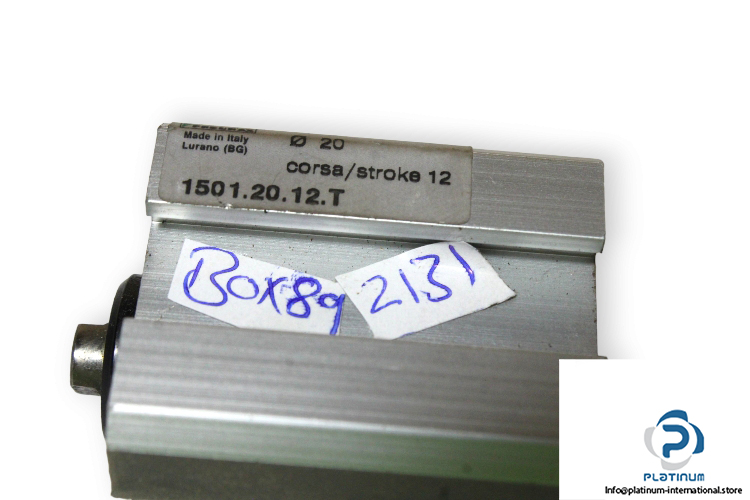 Made in Italy
Lurano (BG)
Ø 20
corsa/stroke 12
1501.20.12.T
Box89
2131
PLATINUM
Info@platinum-international.store